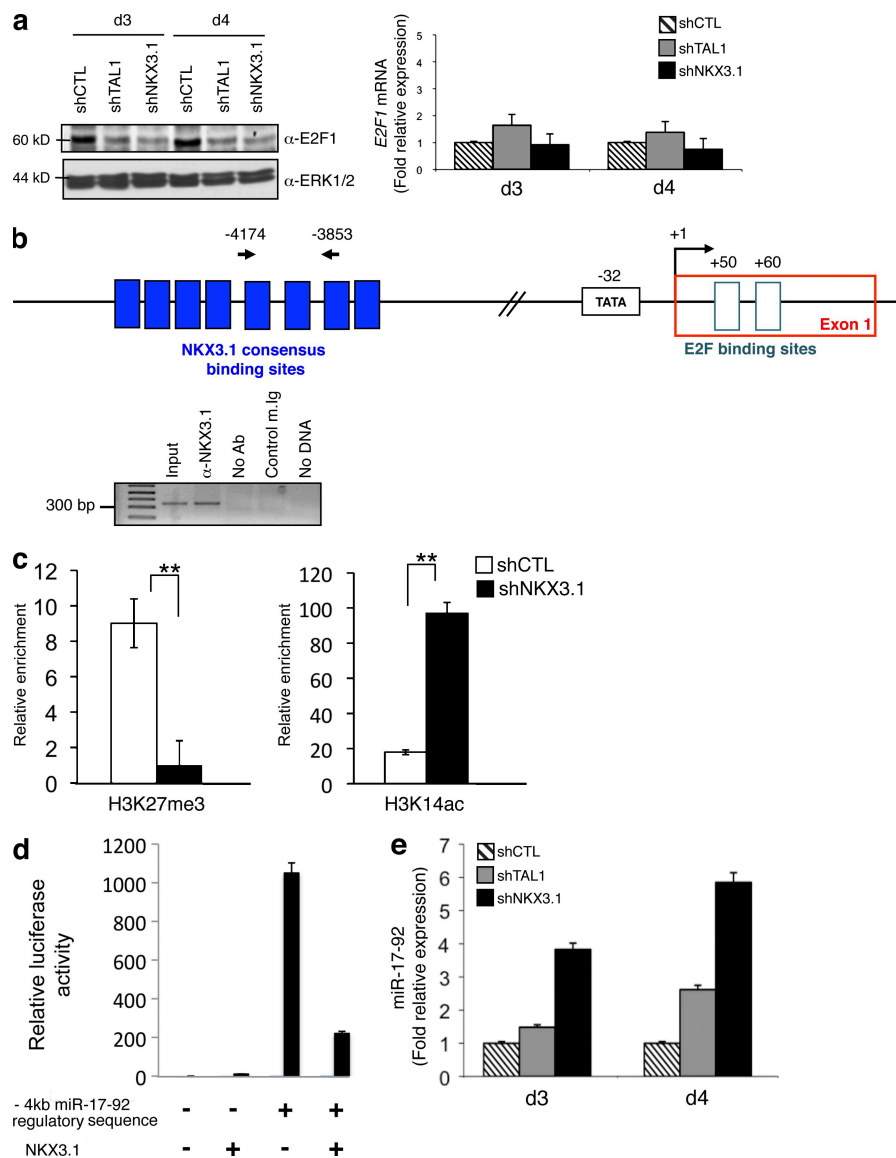 a
d3
d4
shCTL
shTAL1
shNKX3.1
shCTL
shTAL1
shNKX3.1
60 kD
α-E2F1
44 kD
α-ERK1/2
E2F1 mRNA
(Fold relative expression)
5
4
3
2
1
0
shCTL
shTAL1
shNKX3.1
d3
d4
b
-4174
-3853
+1
-32
+50
+60
TATA
Exon 1
NKX3.1 consensus
binding sites
E2F binding sites
Input
α-NKX3.1
No Ab
Control m.Ig
No DNA
300 bp
c
Relative enrichment
12
10
8
6
4
2
0
**
H3K27me3
Relative enrichment
120
100
80
60
40
20
0
**
H3K14ac
shCTL
shNKX3.1
d
Relative luciferase
activity
1200
1000
800
600
400
200
0
- 4kb miR-17-92
regulatory sequence
- - + +
NKX3.1
- + - +
e
miR-17-92
(Fold relative expression)
7
6
5
4
3
2
1
0
shCTL
shTAL1
shNKX3.1
d3
d4